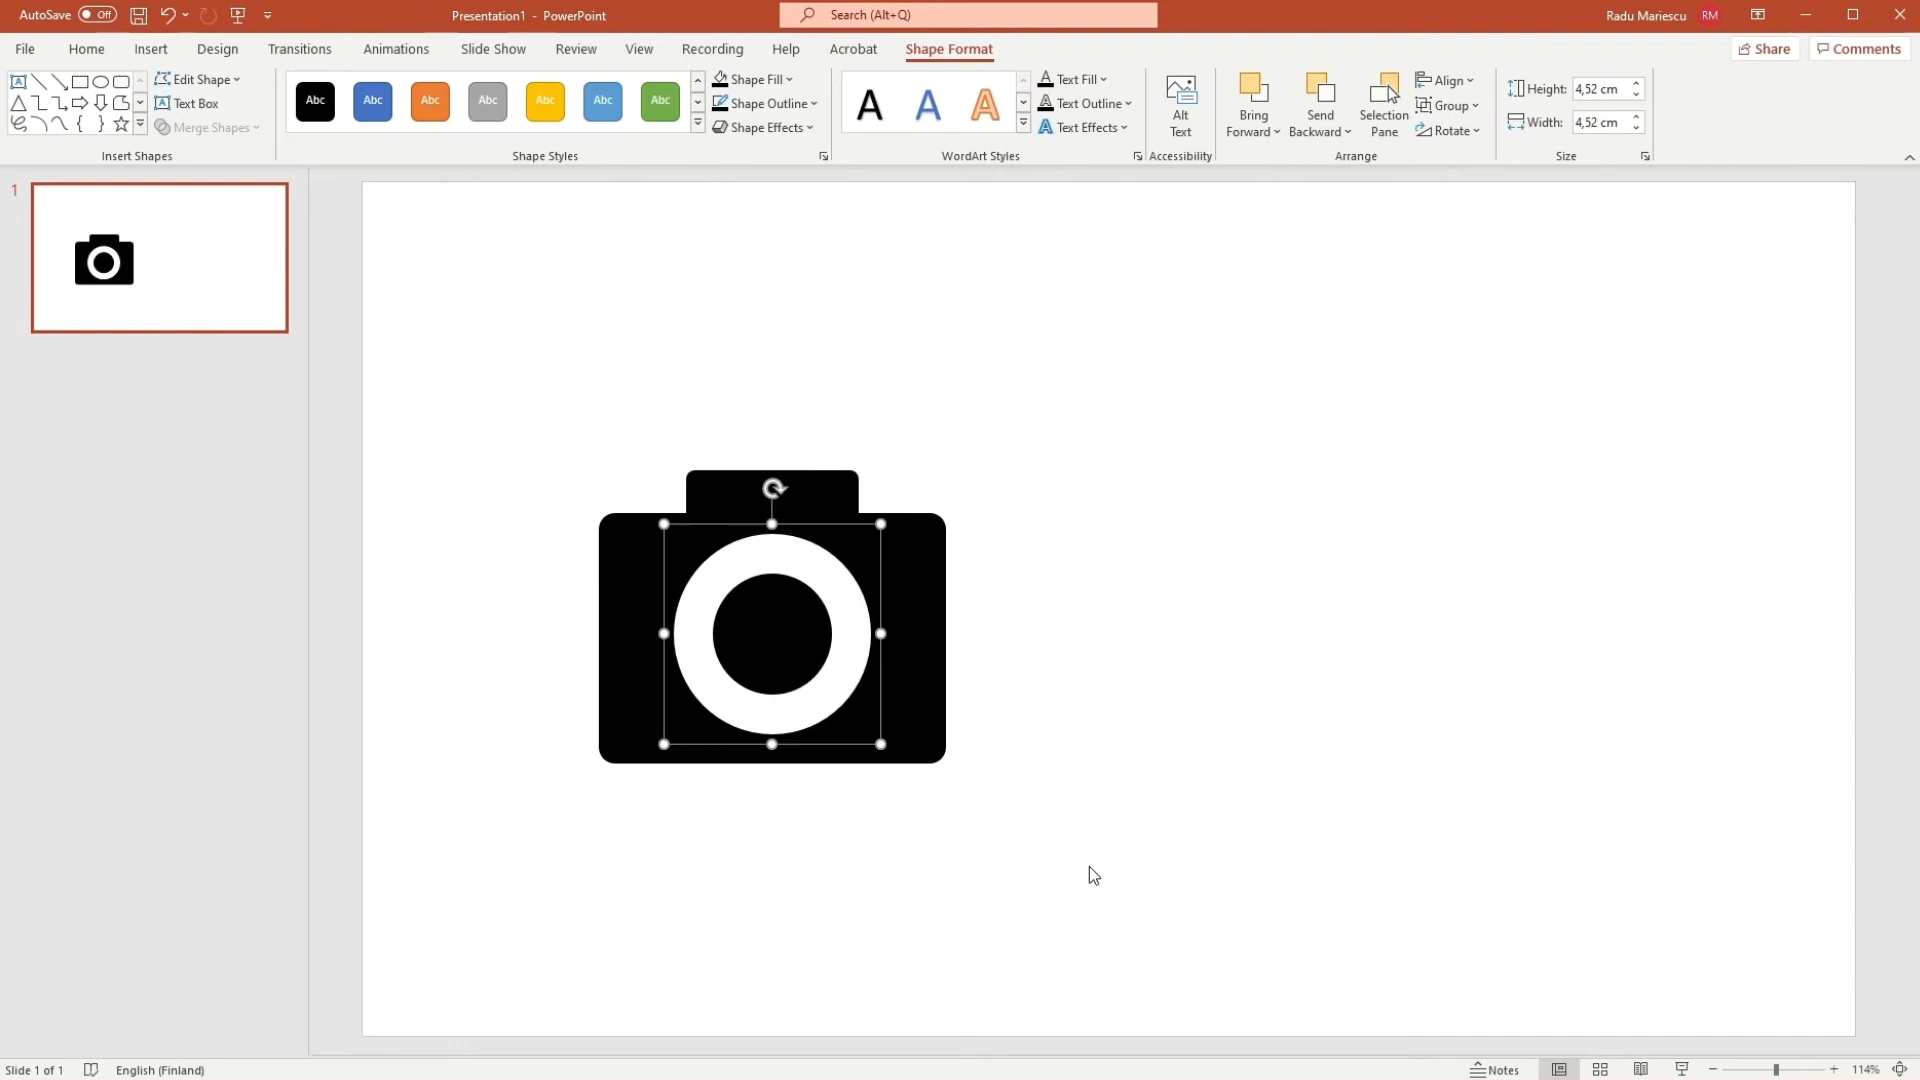 AutoSave Off Presentation1 - PowerPoint Search (Alt+Q) Radu Mariescu RM
File Home Insert Design Transitions Animations Slide Show Review View Recording Help Acrobat Shape Format Share Comments
Edit Shape
Text Box
Merge Shapes
Insert Shapes
Abc Abc Abc Abc Abc Abc Abc
Shape Fill
Shape Outline
Shape Effects
Shape Styles
A A A
Text Fill
Text Outline
Text Effects
WordArt Styles
Alt
Text
Accessibility
Bring
Forward
Send
Backward
Selection
Pane
Align
Group
Rotate
Arrange
Height: 4,52 cm
Width: 4,52 cm
Size
1
Slide 1 of 1 English (Finland) Notes 114%